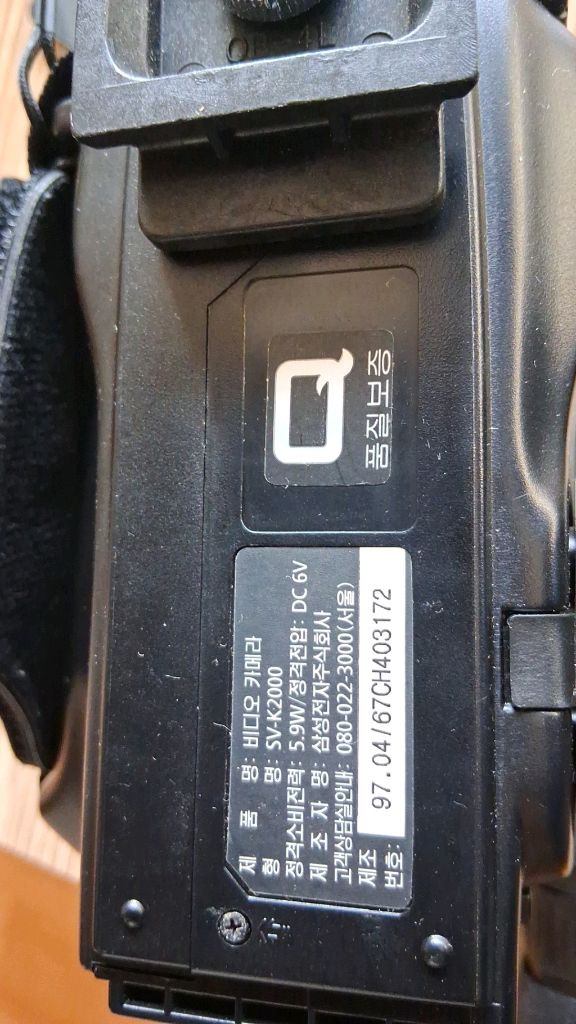 Q
품질보증
제 품 명: 비디오 카메라
형 명: SV-K2000
정격소비전력: 5.9W/정격전압: DC 6V
제 조 자 명: 삼성전자주식회사
고객상담실안내: 080-022-3000(서울)
제조
번호: 97.04/67CH403172